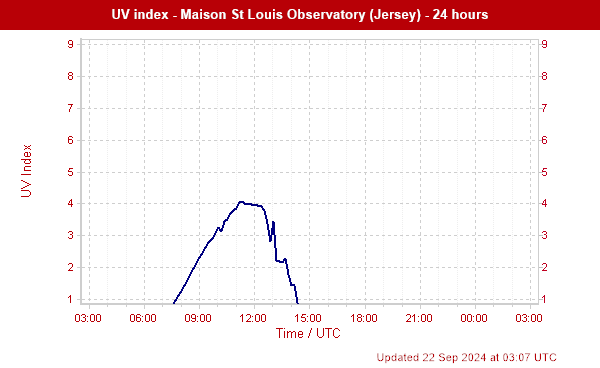 UV index - Maison St Louis Observatory (Jersey) - 24 hours
9 9
8 8
7 7
6 6
5 5
4 4
3 3
2 2
1 1
UV Index
03:00 06:00 09:00 12:00 15:00 18:00 21:00 00:00 03:00
Time / UTC
Updated 22 Sep 2024 at 03:07 UTC